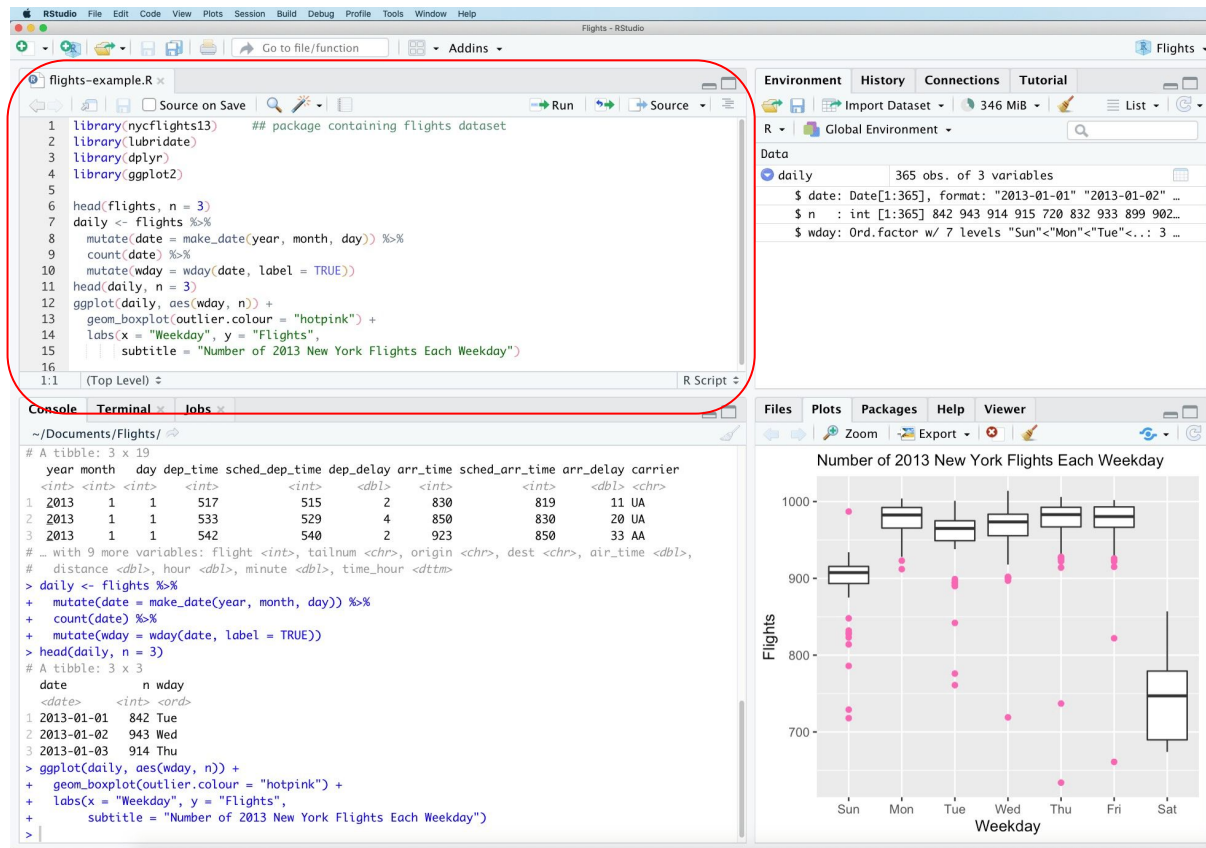 RStudio File Edit Code View Plots Session Build Debug Profile Tools Window Help
Flights - RStudio
Go to file/function Addins Flights
flights-example.R
Source on Save Run Source
1 library(nycflights13) ## package containing flights dataset
2 library(lubridate)
3 library(dplyr)
4 library(ggplot2)
5
6 head(flights, n = 3)
7 daily <- flights %>%
8 mutate(date = make_date(year, month, day)) %>%
9 count(date) %>%
10 mutate(wday = wday(date, label = TRUE))
11 head(daily, n = 3)
12 ggplot(daily, aes(wday, n)) +
13 geom_boxplot(outlier.colour = "hotpink") +
14 labs(x = "Weekday", y = "Flights",
15 subtitle = "Number of 2013 New York Flights Each Weekday")
16
1:1 (Top Level) R Script
Environment History Connections Tutorial
Import Dataset 346 MiB List
R Global Environment
Data
daily 365 obs. of 3 variables
$ date: Date[1:365], format: "2013-01-01" "2013-01-02" …
$ n : int [1:365] 842 943 914 915 720 832 933 899 902…
$ wday: Ord.factor w/ 7 levels "Sun"<"Mon"<"Tue"<..: 3 …
Console Terminal Jobs
~/Documents/Flights/
# A tibble: 3 x 19
year month day dep_time sched_dep_time dep_delay arr_time sched_arr_time arr_delay carrier
<int> <int> <int> <int> <int> <dbl> <int> <int> <dbl> <chr>
1 2013 1 1 517 515 2 830 819 11 UA
2 2013 1 1 533 529 4 850 830 20 UA
3 2013 1 1 542 540 2 923 850 33 AA
# … with 9 more variables: flight <int>, tailnum <chr>, origin <chr>, dest <chr>, air_time <dbl>,
# distance <dbl>, hour <dbl>, minute <dbl>, time_hour <dttm>
> daily <- flights %>%
+ mutate(date = make_date(year, month, day)) %>%
+ count(date) %>%
+ mutate(wday = wday(date, label = TRUE))
> head(daily, n = 3)
# A tibble: 3 x 3
date n wday
<date> <int> <ord>
1 2013-01-01 842 Tue
2 2013-01-02 943 Wed
3 2013-01-03 914 Thu
> ggplot(daily, aes(wday, n)) +
+ geom_boxplot(outlier.colour = "hotpink") +
+ labs(x = "Weekday", y = "Flights",
+ subtitle = "Number of 2013 New York Flights Each Weekday")
>
Files Plots Packages Help Viewer
Zoom Export
Number of 2013 New York Flights Each Weekday
1000
900
800
700
Flights
Sun Mon Tue Wed Thu Fri Sat
Weekday